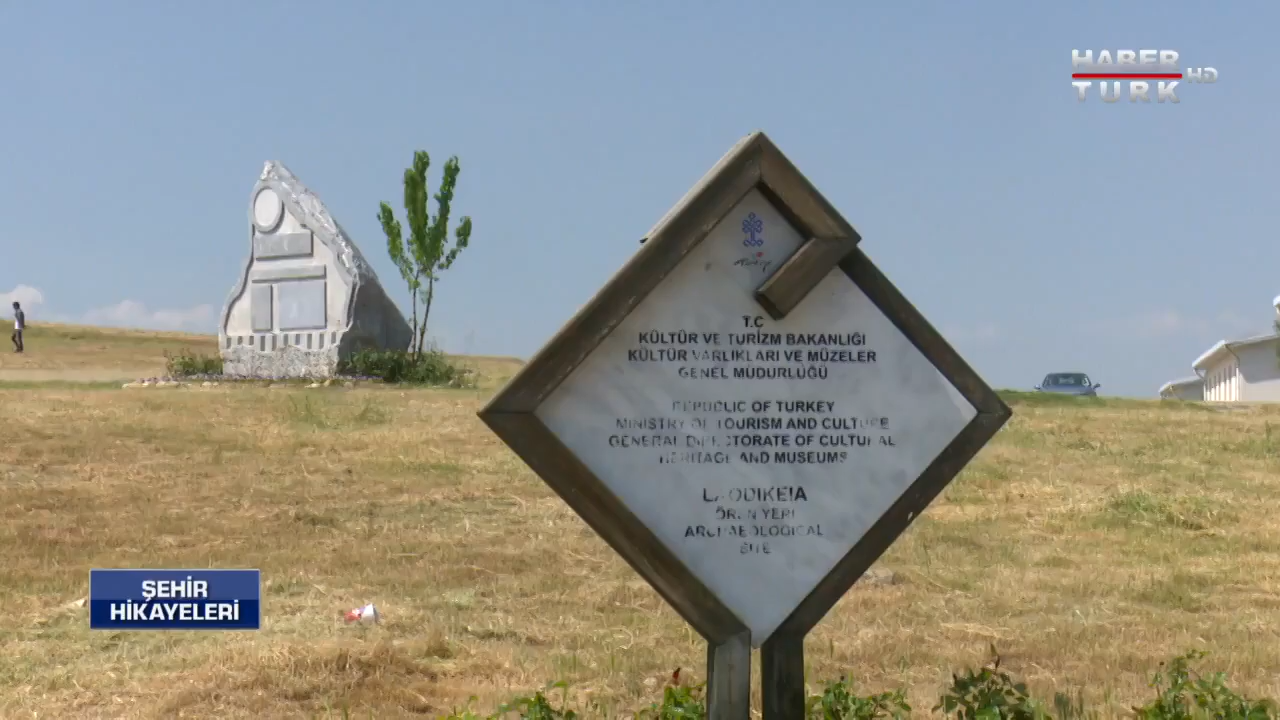 HABER
TURK HD
Türkiye
T.C
KÜLTÜR VE TURİZM BAKANLIĞI
KÜLTÜR VARLIKLARI VE MÜZELER
GENEL MÜDÜRLÜĞÜ
REPUBLIC OF TURKEY
MINISTRY OF TOURISM AND CULTURE
GENERAL DIRECTORATE OF CULTURAL
HERITAGE AND MUSEUMS
LAODIKEIA
ÖREN YERİ
ARCHAEOLOGICAL
SITE
ŞEHİR
HİKAYELERİ